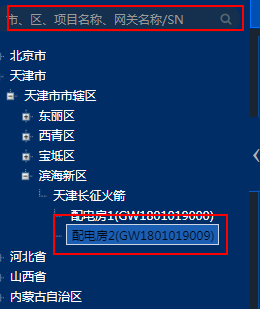 市、区、项目名称、网关名称/SN
北京市
天津市
天津市市辖区
东丽区
西青区
宝坻区
滨海新区
天津长征火箭
配电房1(GW1801019000)
配电房2(GW1801019009)
河北省
山西省
内蒙古自治区